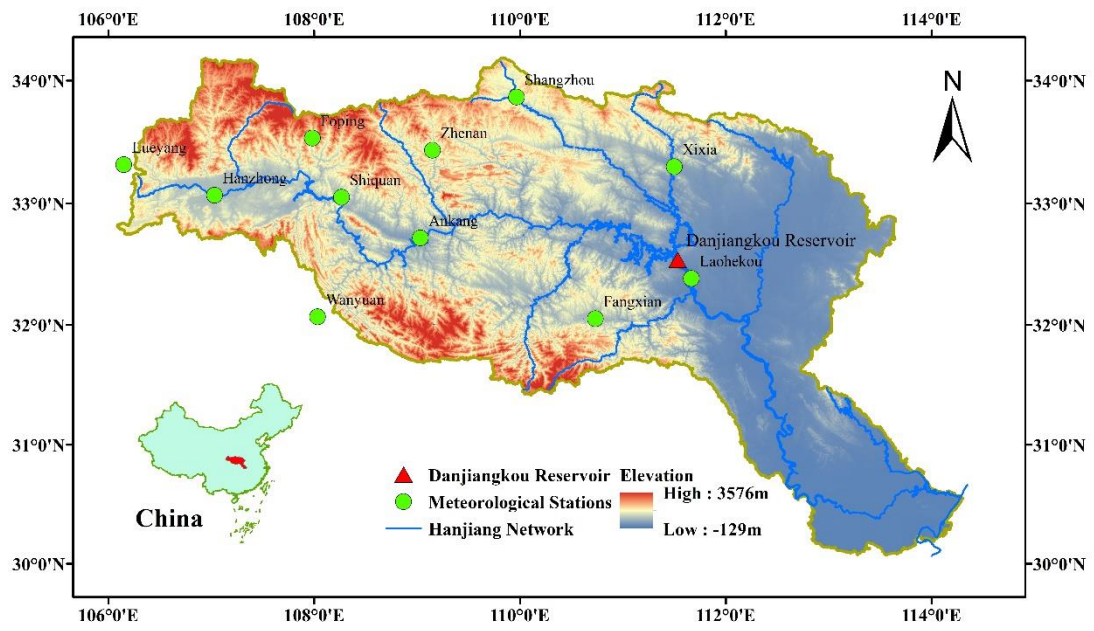 106°0'E 108°0'E 110°0'E 112°0'E 114°0'E
34°0'N 34°0'N
N
Shangzhou
Foping
Zhenan
Lueyang
Xixia
Hanzhong
Shiquan
33°0'N 33°0'N
Ankang
Danjiangkou Reservoir
Laohekou
Wanyuan
Fangxian
32°0'N 32°0'N
31°0'N 31°0'N
Danjiangkou Reservoir Elevation
High : 3576m
Meteorological Stations
China
Hanjiang Network
Low : -129m
30°0'N 30°0'N
106°0'E 108°0'E 110°0'E 112°0'E 114°0'E